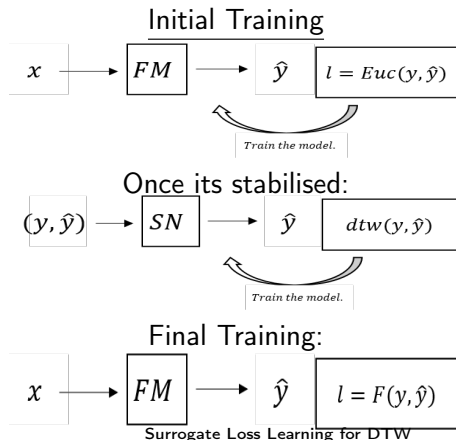 Initial Training
x FM ŷ l = Euc(y, ŷ)
Train the model.
Once its stabilised:
(y, ŷ) SN ŷ dtw(y, ŷ)
Train the model.
Final Training:
x FM ŷ l = F(y, ŷ)
Surrogate Loss Learning for DTW